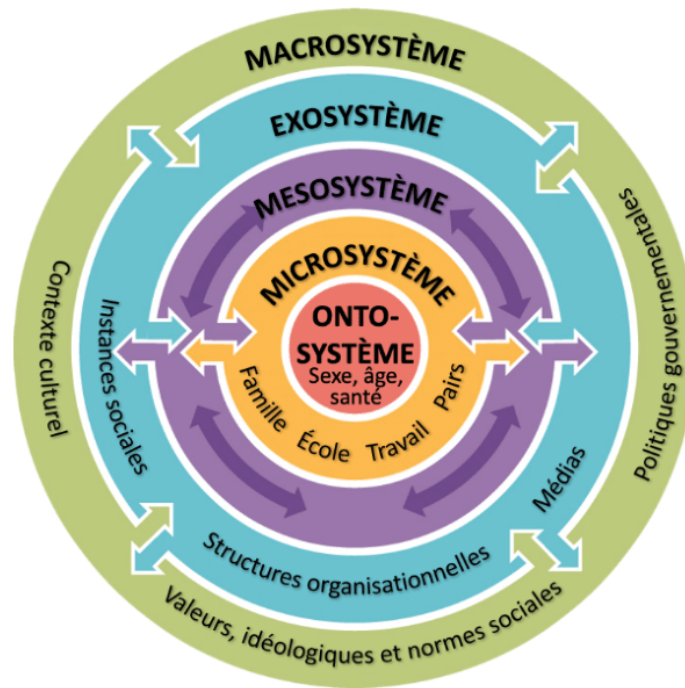 MACROSYSTÈME
EXOSYSTÈME
MESOSYSTÈME
MICROSYSTÈME
ONTO-
SYSTÈME
Sexe, âge,
santé
Famille École Travail Pairs
Instances sociales
Structures organisationnelles
Médias
Contexte culturel
Valeurs, idéologiques et normes sociales
Politiques gouvernementales